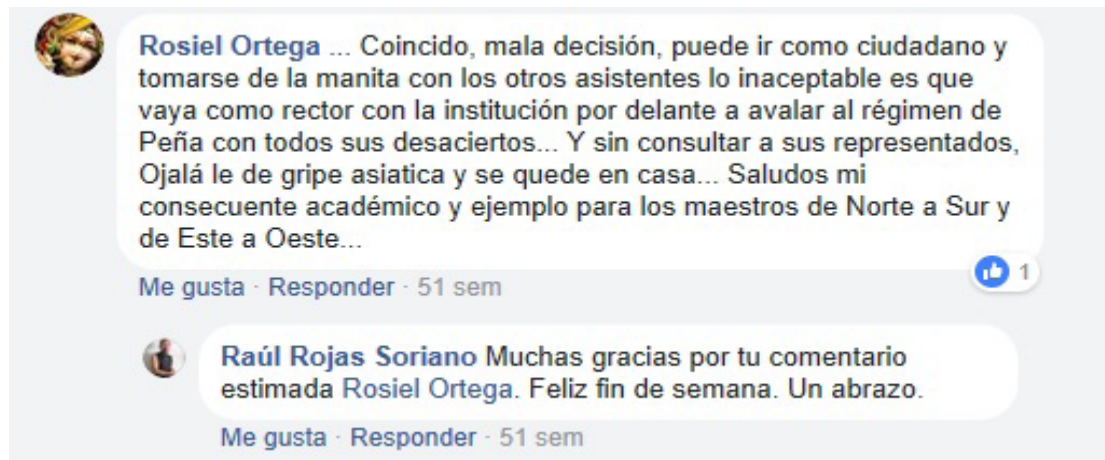 Rosiel Ortega ... Coincido, mala decisión, puede ir como ciudadano y
tomarse de la manita con los otros asistentes lo inaceptable es que
vaya como rector con la institución por delante a avalar al régimen de
Peña con todos sus desaciertos... Y sin consultar a sus representados,
Ojalá le de gripe asiatica y se quede en casa... Saludos mi
consecuente académico y ejemplo para los maestros de Norte a Sur y
de Este a Oeste...
1
Me gusta · Responder · 51 sem
Raúl Rojas Soriano Muchas gracias por tu comentario
estimada Rosiel Ortega. Feliz fin de semana. Un abrazo.
Me gusta · Responder · 51 sem